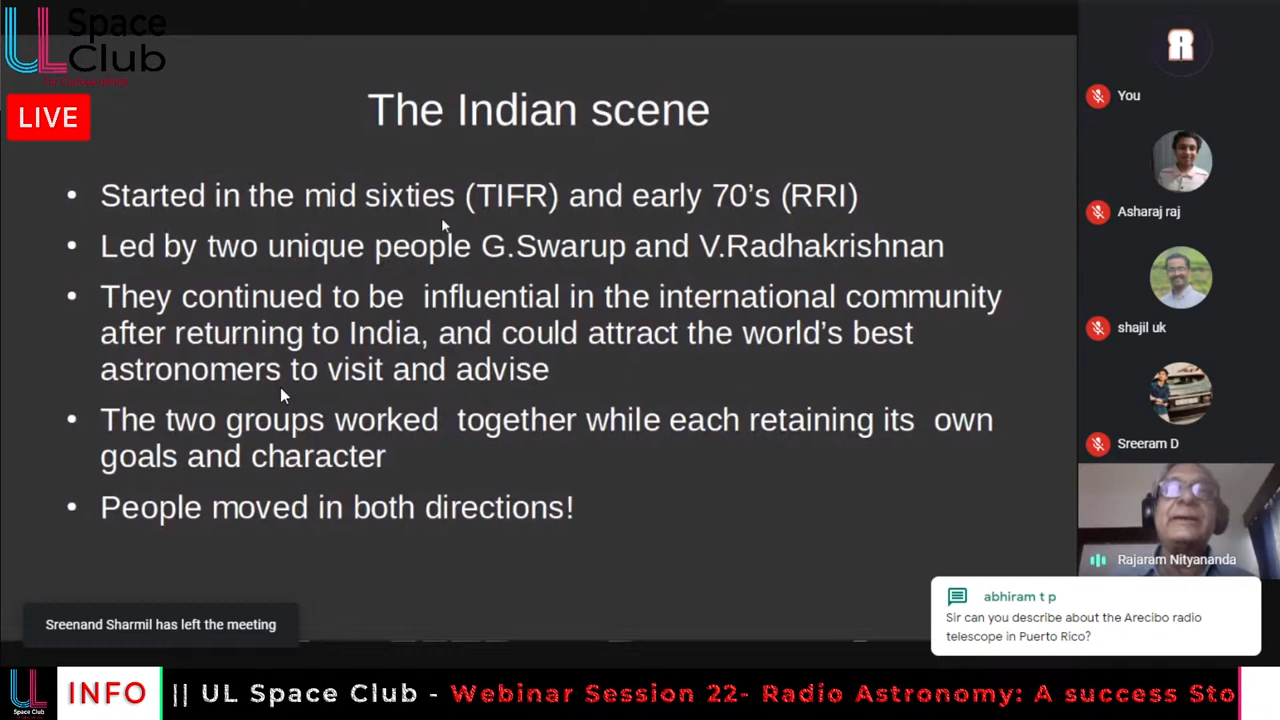 UL Space Club
LIVE
The Indian scene
• Started in the mid sixties (TIFR) and early 70's (RRI)
• Led by two unique people G.Swarup and V.Radhakrishnan
• They continued to be influential in the international community
after returning to India, and could attract the world's best
astronomers to visit and advise
• The two groups worked together while each retaining its own
goals and character
• People moved in both directions!
You
Asharaj raj
shajil uk
Sreeram D
Rajaram Nityananda
abhiram t p
Sir can you describe about the Arecibo radio
telescope in Puerto Rico?
Sreenand Sharmil has left the meeting
UL Space Club
INFO
|| UL Space Club - Webinar Session 22- Radio Astronomy: A success Sto